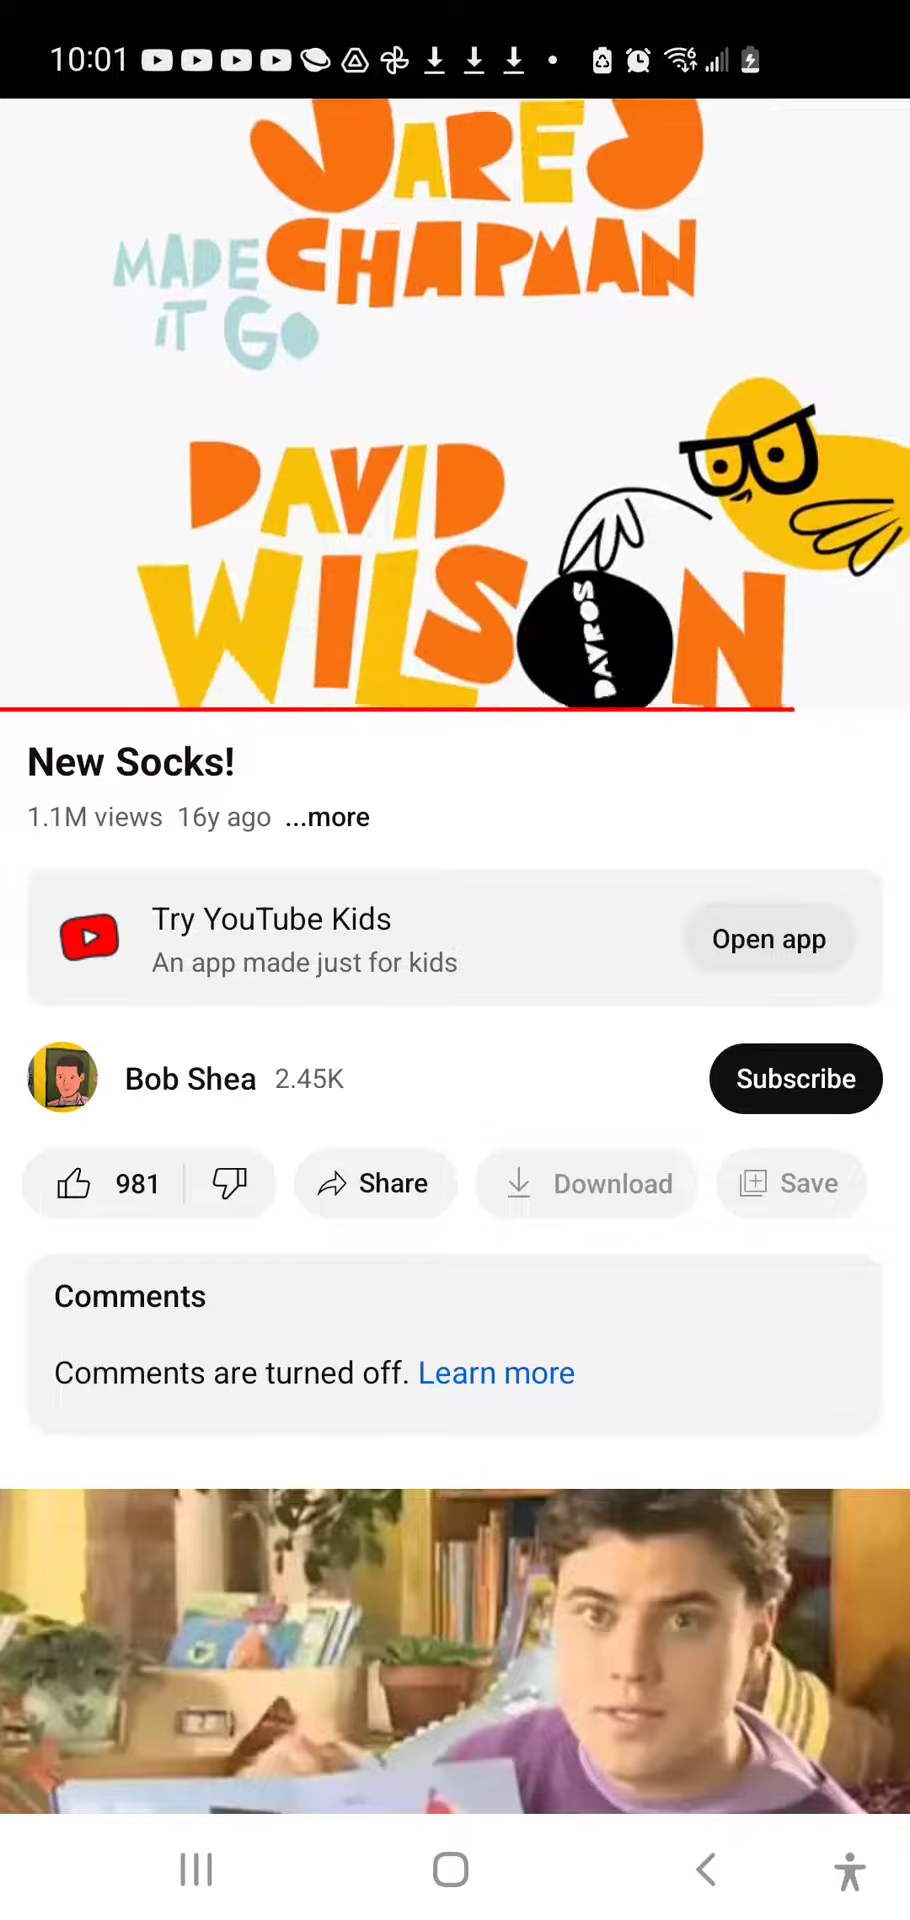 10:01
JARED
CHAPMAN
MADE
IT GO
DAVID
WILSON
DAVROS
New Socks!
1.1M views 16y ago ...more
Try YouTube Kids
An app made just for kids
Open app
Bob Shea 2.45K
Subscribe
981
Share
Download
Save
Comments
Comments are turned off. Learn more